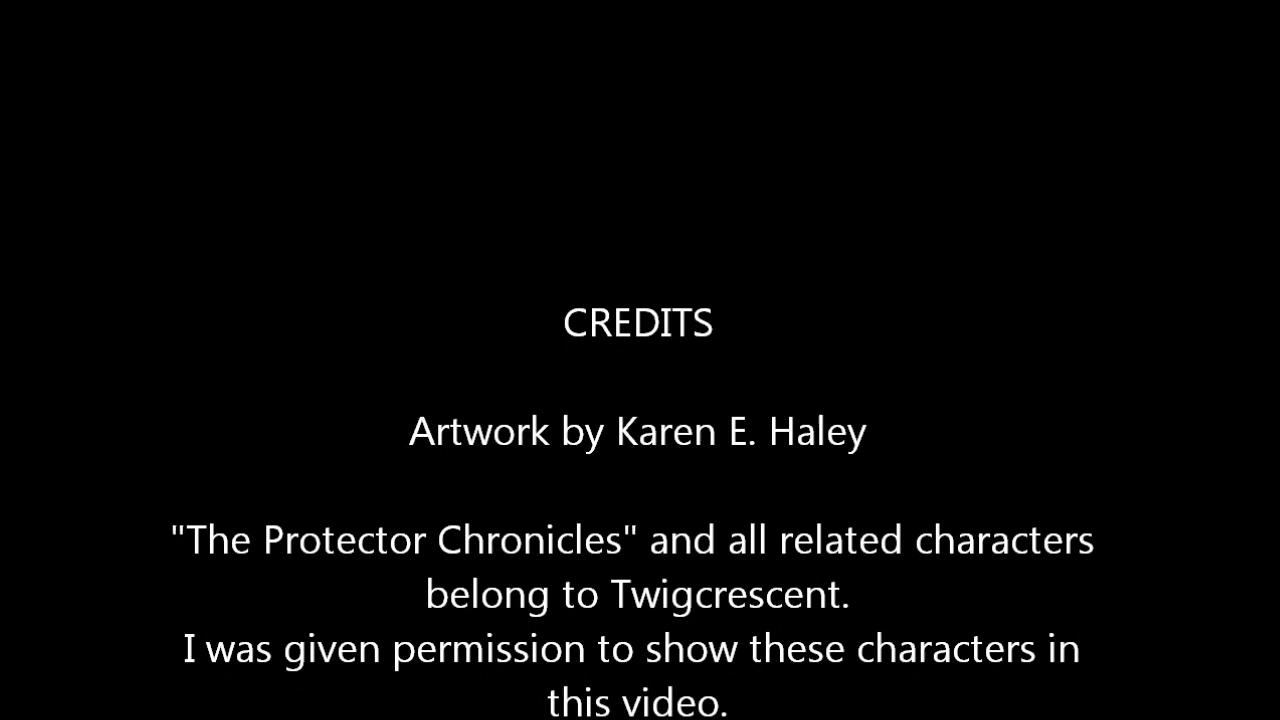 CREDITS
Artwork by Karen E. Haley
"The Protector Chronicles" and all related characters
belong to Twigcrescent.
I was given permission to show these characters in
this video.